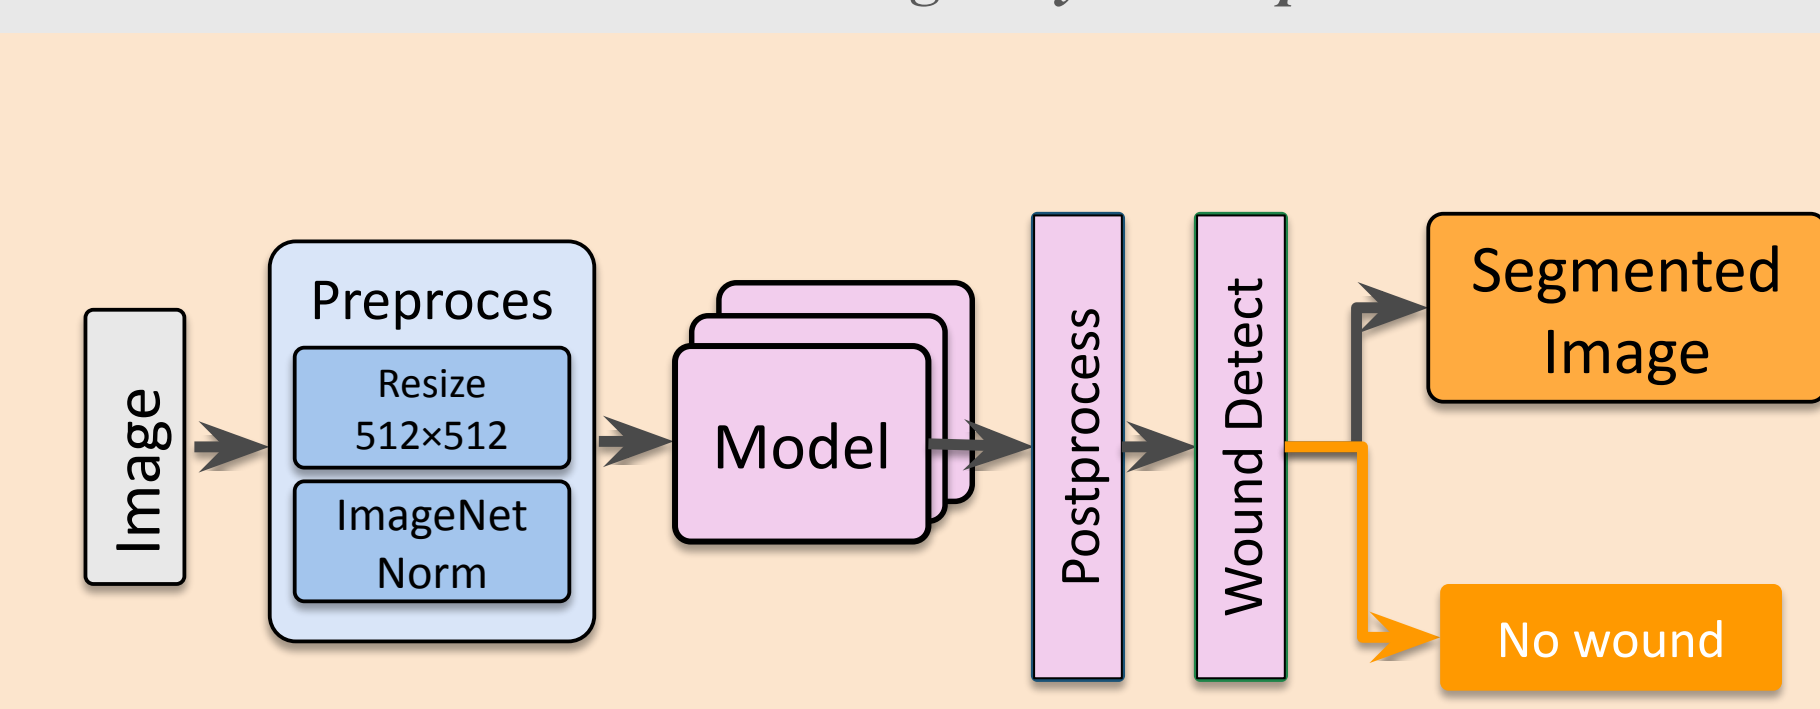 Image
Preproces
Resize
512×512
ImageNet
Norm
Model
Postprocess
Wound Detect
Segmented
Image
No wound